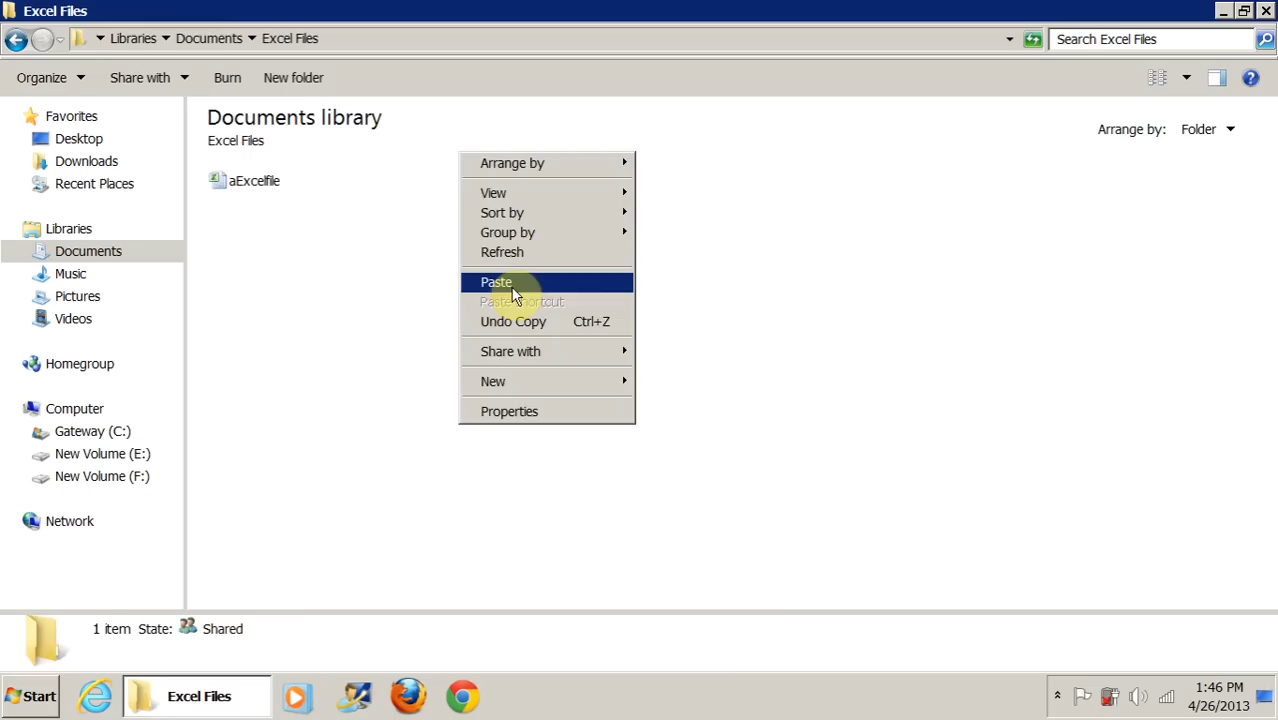 Excel Files
Libraries Documents Excel Files
Search Excel Files
Organize Share with Burn New folder
Favorites
Desktop
Downloads
Recent Places
Libraries
Documents
Music
Pictures
Videos
Homegroup
Computer
Gateway (C:)
New Volume (E:)
New Volume (F:)
Network
Documents library
Excel Files
Arrange by: Folder
aExcelfile
Arrange by
View
Sort by
Group by
Refresh
Paste
Paste shortcut
Undo Copy Ctrl+Z
Share with
New
Properties
1 item State: Shared
Start
Excel Files
1:46 PM
4/26/2013